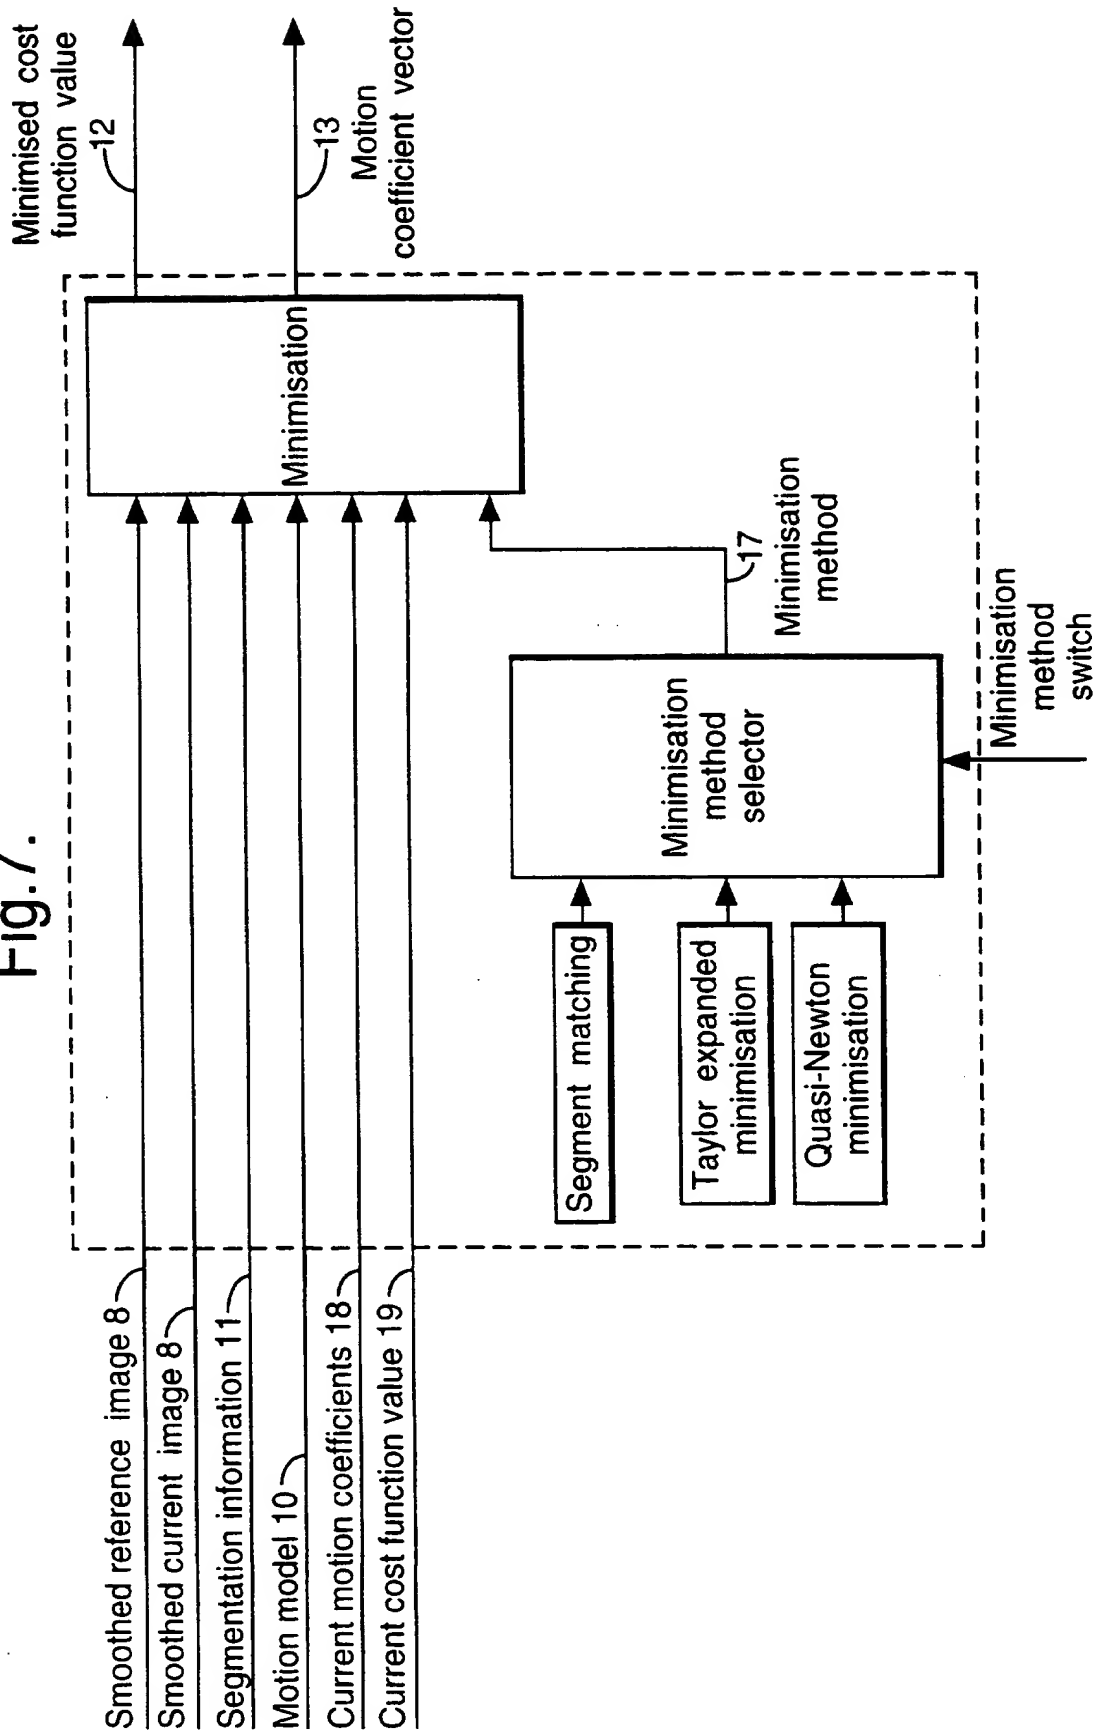 Fig.7.
Smoothed reference image 8
Smoothed current image 8
Segmentation information 11
Motion model 10
Current motion coefficients 18
Current cost function value 19
Minimisation
Minimised cost
function value
12
13
Motion
coefficient vector
Segment matching
Taylor expanded
minimisation
Quasi-Newton
minimisation
Minimisation
method
selector
17
Minimisation
method
Minimisation
method
switch